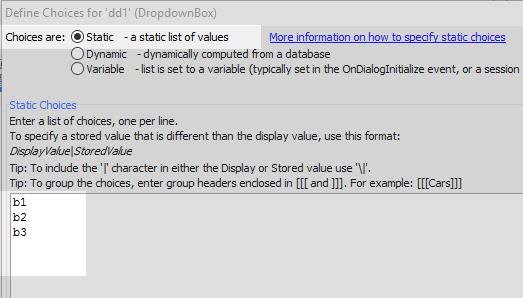 Define Choices for 'dd1' (DropdownBox)
Choices are: Static - a static list of values More information on how to specify static choices
Dynamic - dynamically computed from a database
Variable - list is set to a variable (typically set in the OnDialogInitialize event, or a session
Static Choices
Enter a list of choices, one per line.
To specify a stored value that is different than the display value, use this format:
DisplayValue|StoredValue
Tip: To include the '|' character in either the Display or Stored value use '\|'.
Tip: To group the choices, enter group headers enclosed in [[[ and ]]]. For example: [[[Cars]]]
b1
b2
b3